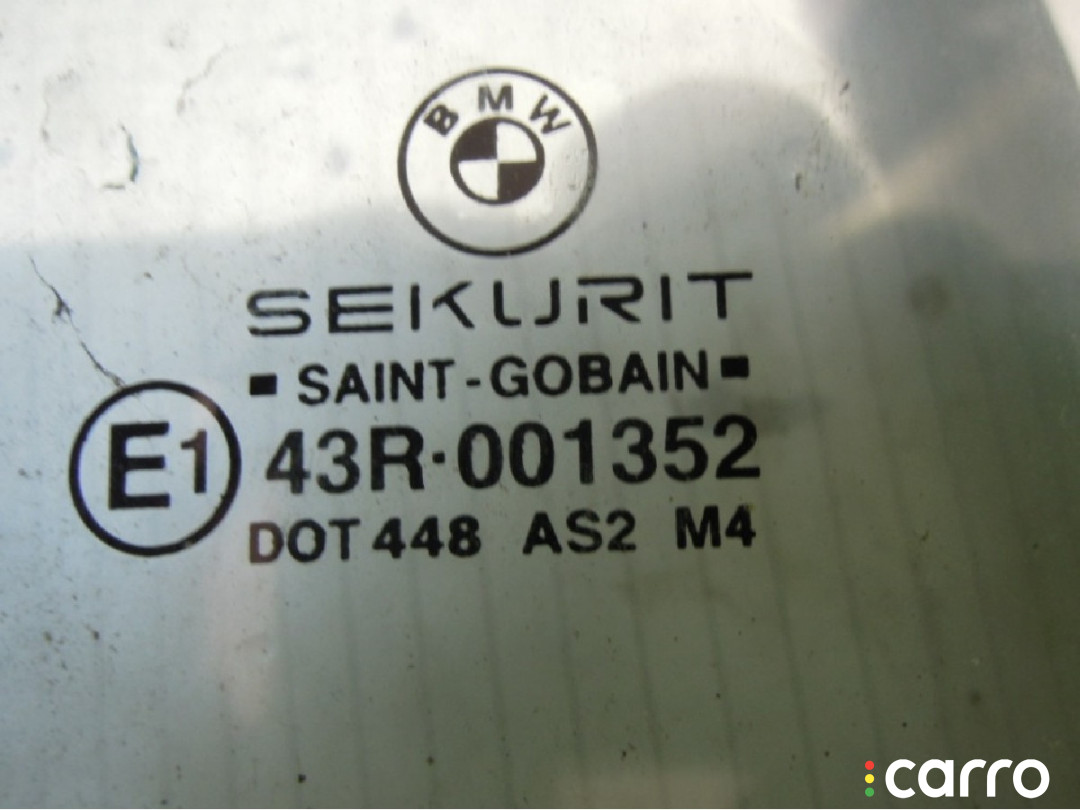 BMW
SEKURIT
SAINT-GOBAIN
E1 43R·001352
DOT 448 AS2 M4
carro